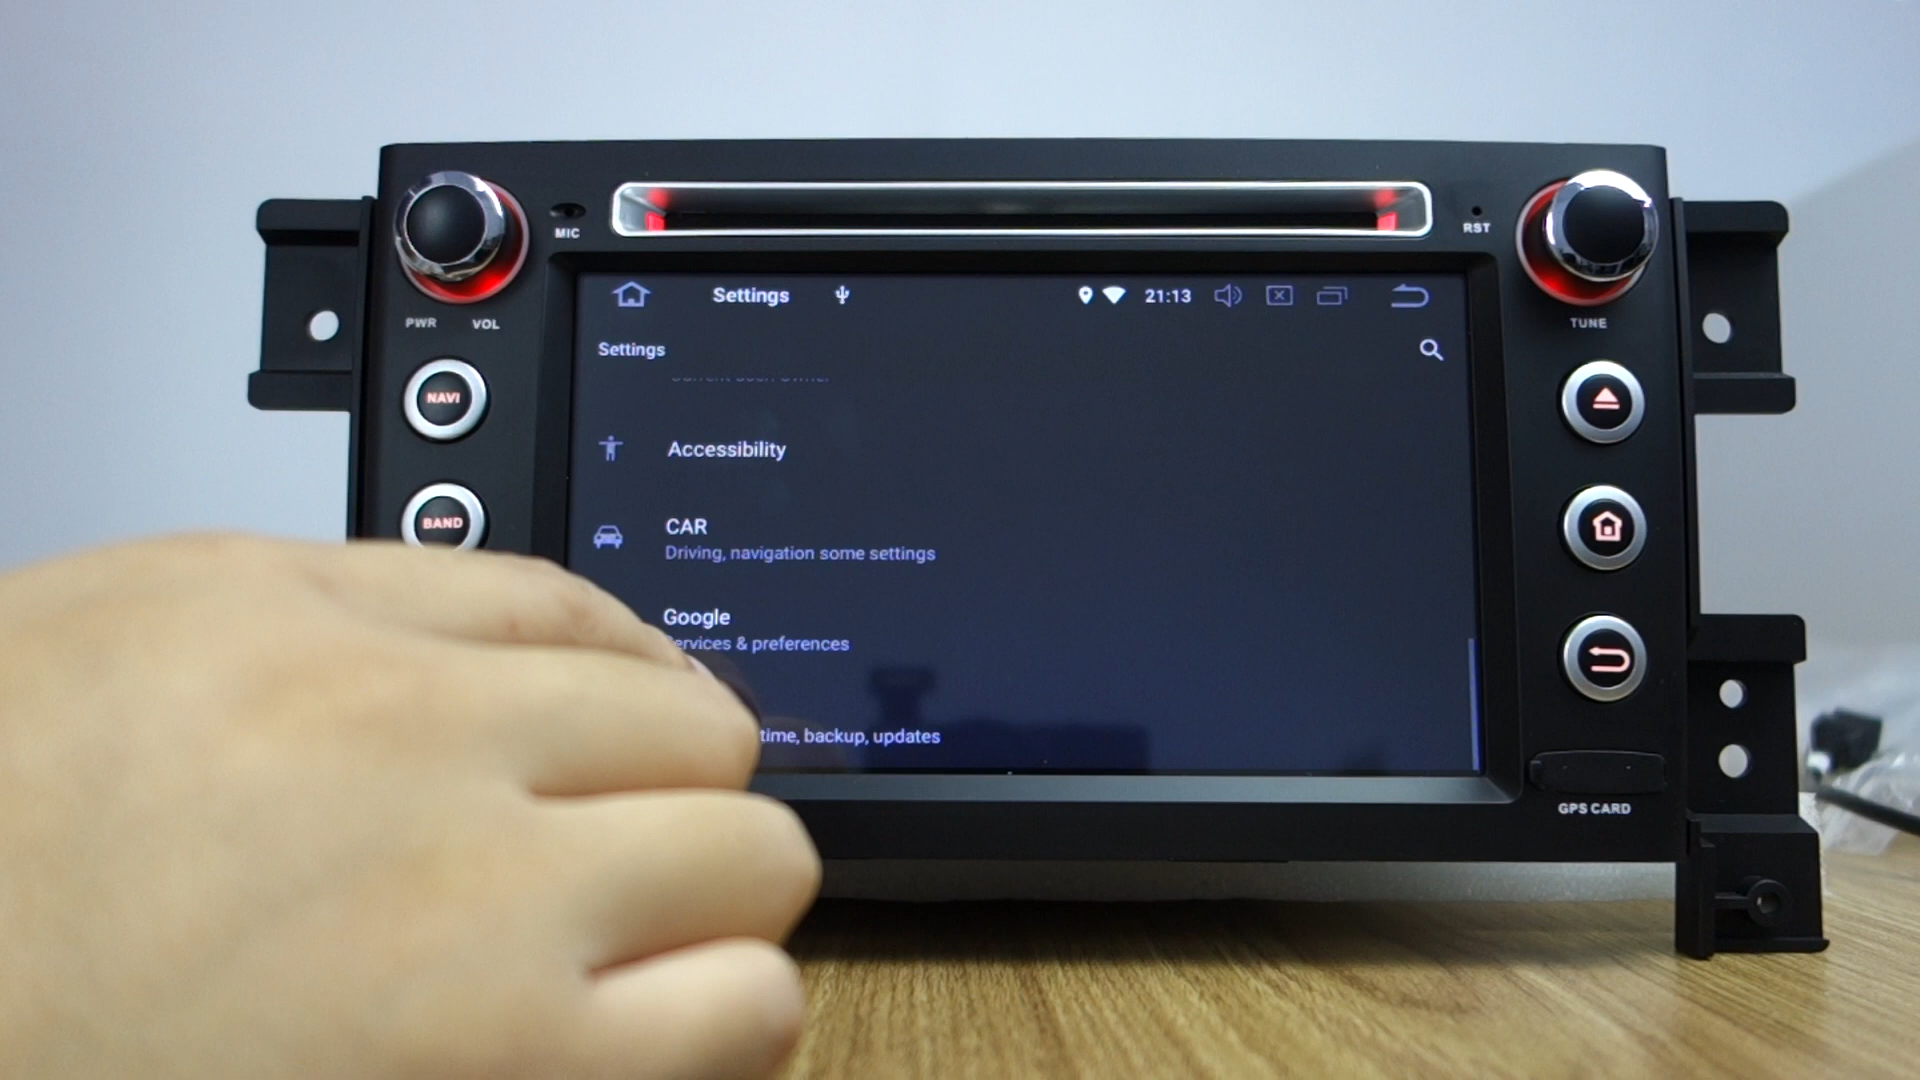 MIC
RST
PWR VOL
TUNE
NAVI
BAND
Settings
21:13
Settings
Accessibility
CAR
Driving, navigation some settings
Google
ervices & preferences
time, backup, updates
GPS CARD